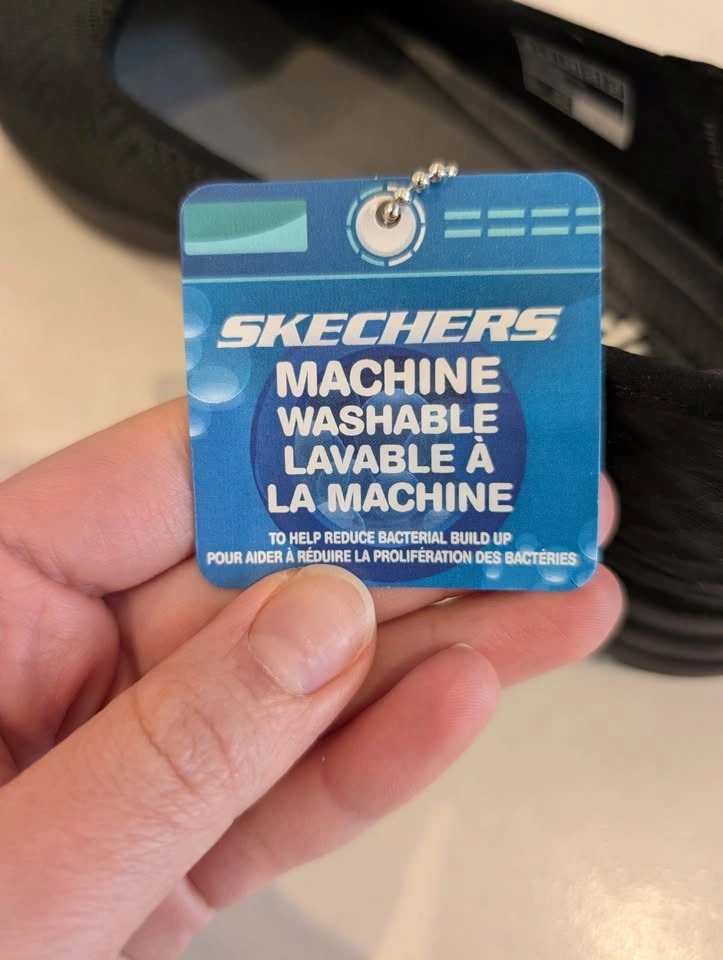 SKECHERS
MACHINE
WASHABLE
LAVABLE À
LA MACHINE
TO HELP REDUCE BACTERIAL BUILD UP
POUR AIDER À RÉDUIRE LA PROLIFÉRATION DES BACTÉRIES